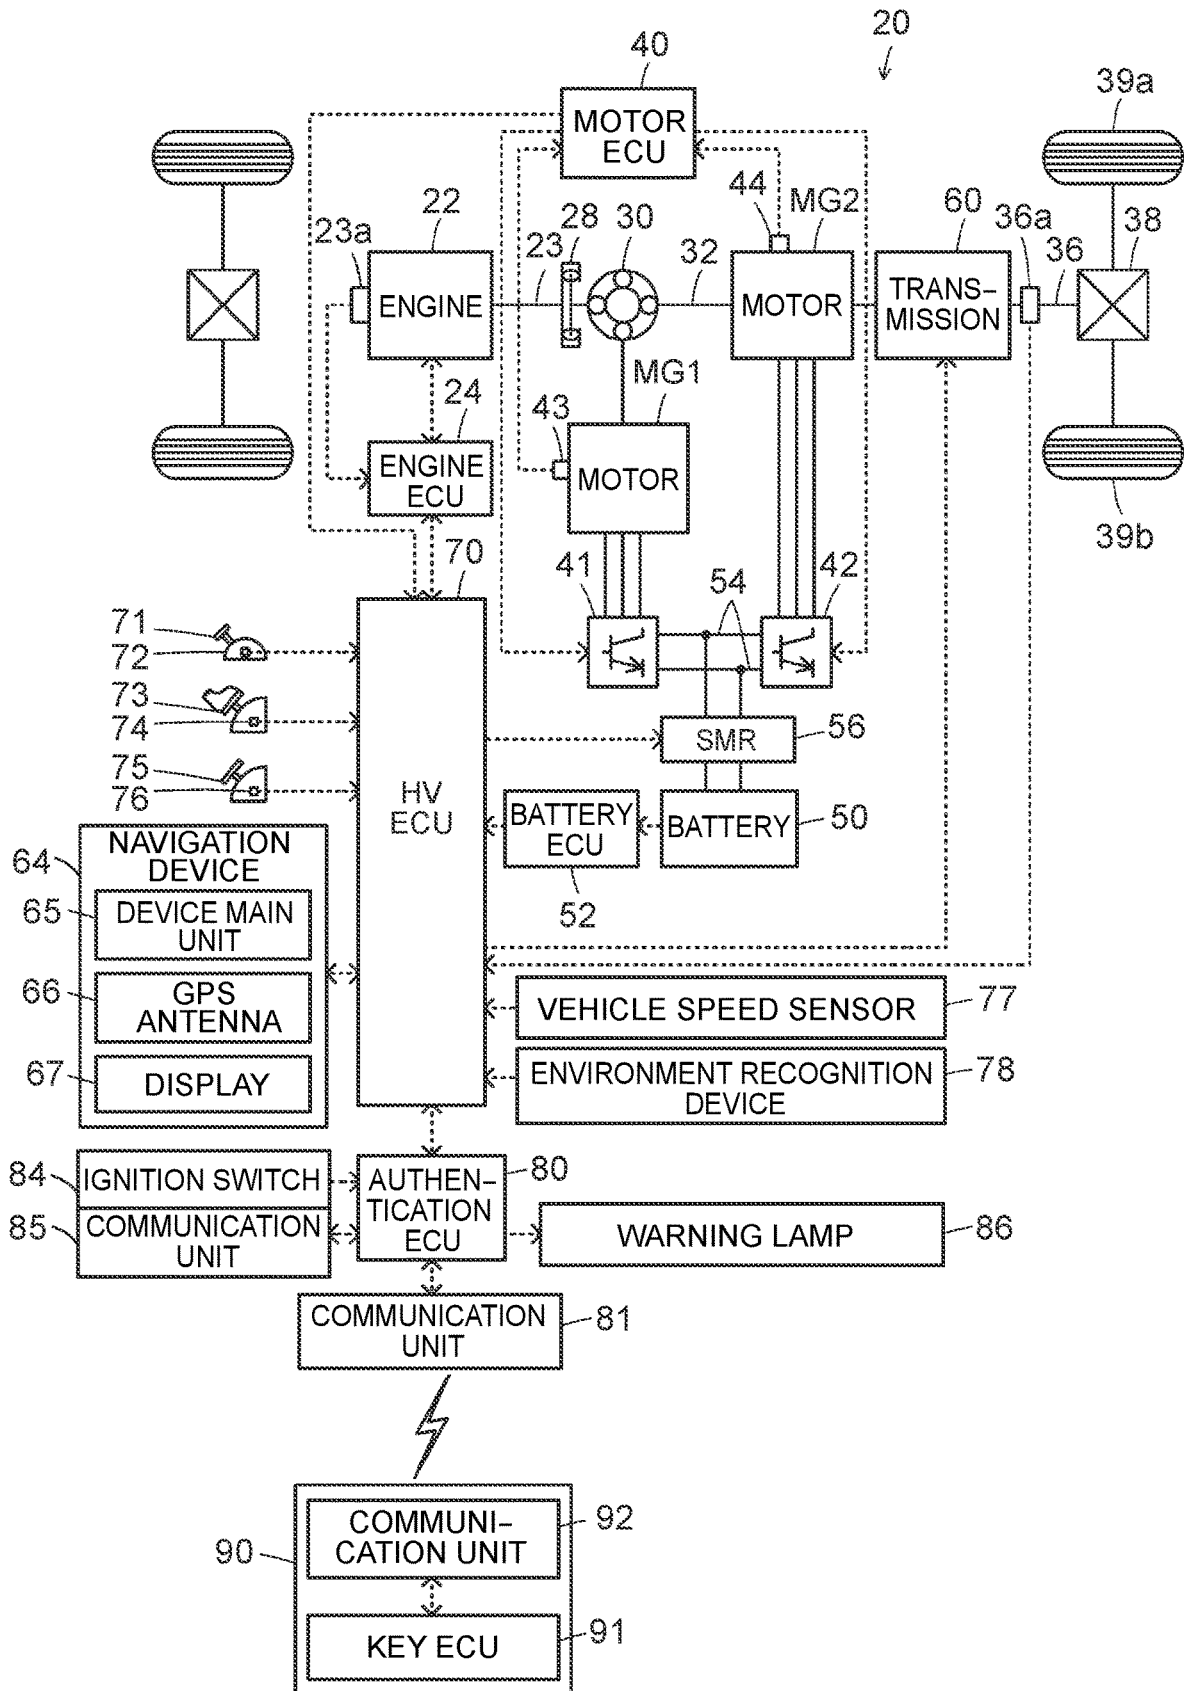 20
40
39a
MOTOR
ECU
44
MG2
60
36a
36
38
22
23a
28
23
30
32
ENGINE
MOTOR
TRANS-
MISSION
MG1
24
43
ENGINE
ECU
MOTOR
39b
70
41
54
42
71
72
73
74
75
76
SMR
56
HV
ECU
BATTERY
ECU
BATTERY
50
52
NAVIGATION
DEVICE
64
65
DEVICE MAIN
UNIT
66
GPS
ANTENNA
67
DISPLAY
VEHICLE SPEED SENSOR
77
ENVIRONMENT RECOGNITION
DEVICE
78
84
IGNITION SWITCH
85
COMMUNICATION
UNIT
AUTHEN-
TICATION
ECU
80
WARNING LAMP
86
COMMUNICATION
UNIT
81
90
COMMUNI-
CATION UNIT
92
KEY ECU
91